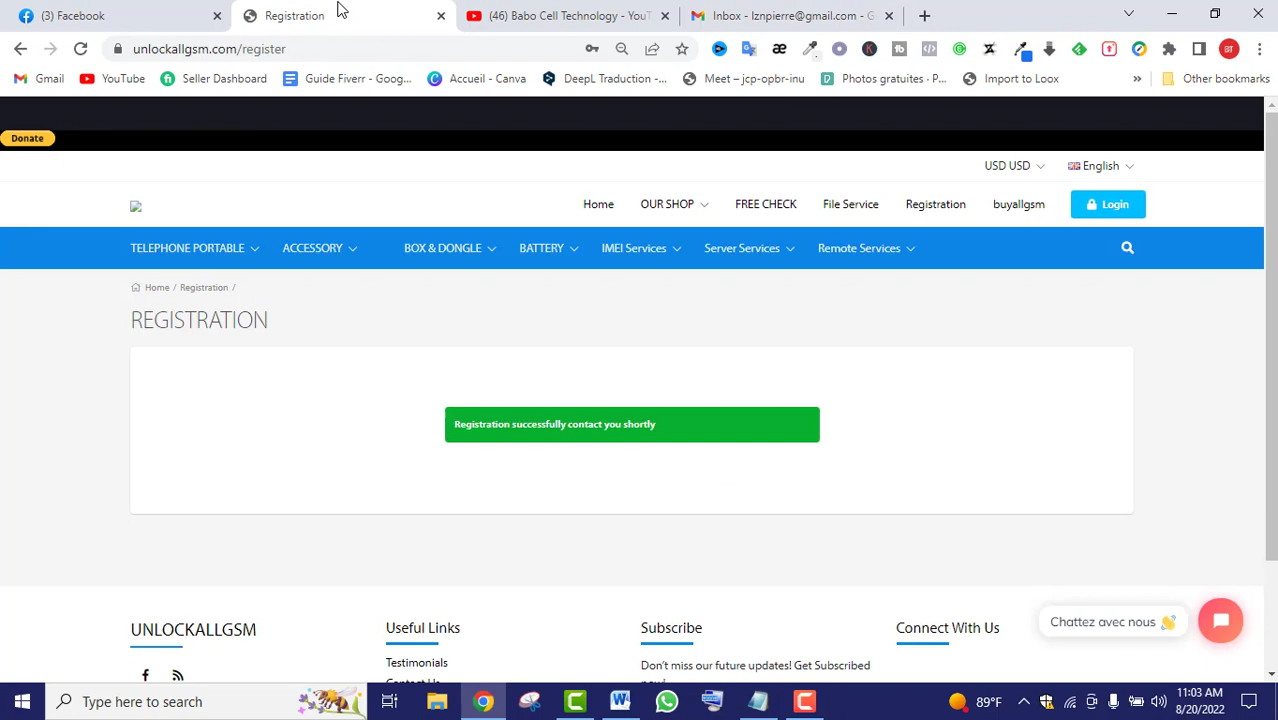 (3) Facebook
Registration
(46) Babo Cell Technology - YouT
Inbox - lznpierre@gmail.com - G
unlockallgsm.com/register
Gmail
YouTube
Seller Dashboard
Guide Fiverr - Goog...
Accueil - Canva
DeepL Traduction -...
Meet – jcp-opbr-inu
Photos gratuites · P...
Import to Loox
»
Other bookmarks
Donate
USD USD
English
Home
OUR SHOP
FREE CHECK
File Service
Registration
buyallgsm
Login
TELEPHONE PORTABLE
ACCESSORY
BOX & DONGLE
BATTERY
IMEI Services
Server Services
Remote Services
Home / Registration /
REGISTRATION
Registration successfully contact you shortly
UNLOCKALLGSM
Useful Links
Testimonials
Contact Us
Subscribe
Don't miss our future updates! Get Subscribed
now!
Connect With Us
Chattez avec nous 👋
Type here to search
89°F
11:03 AM
8/20/2022